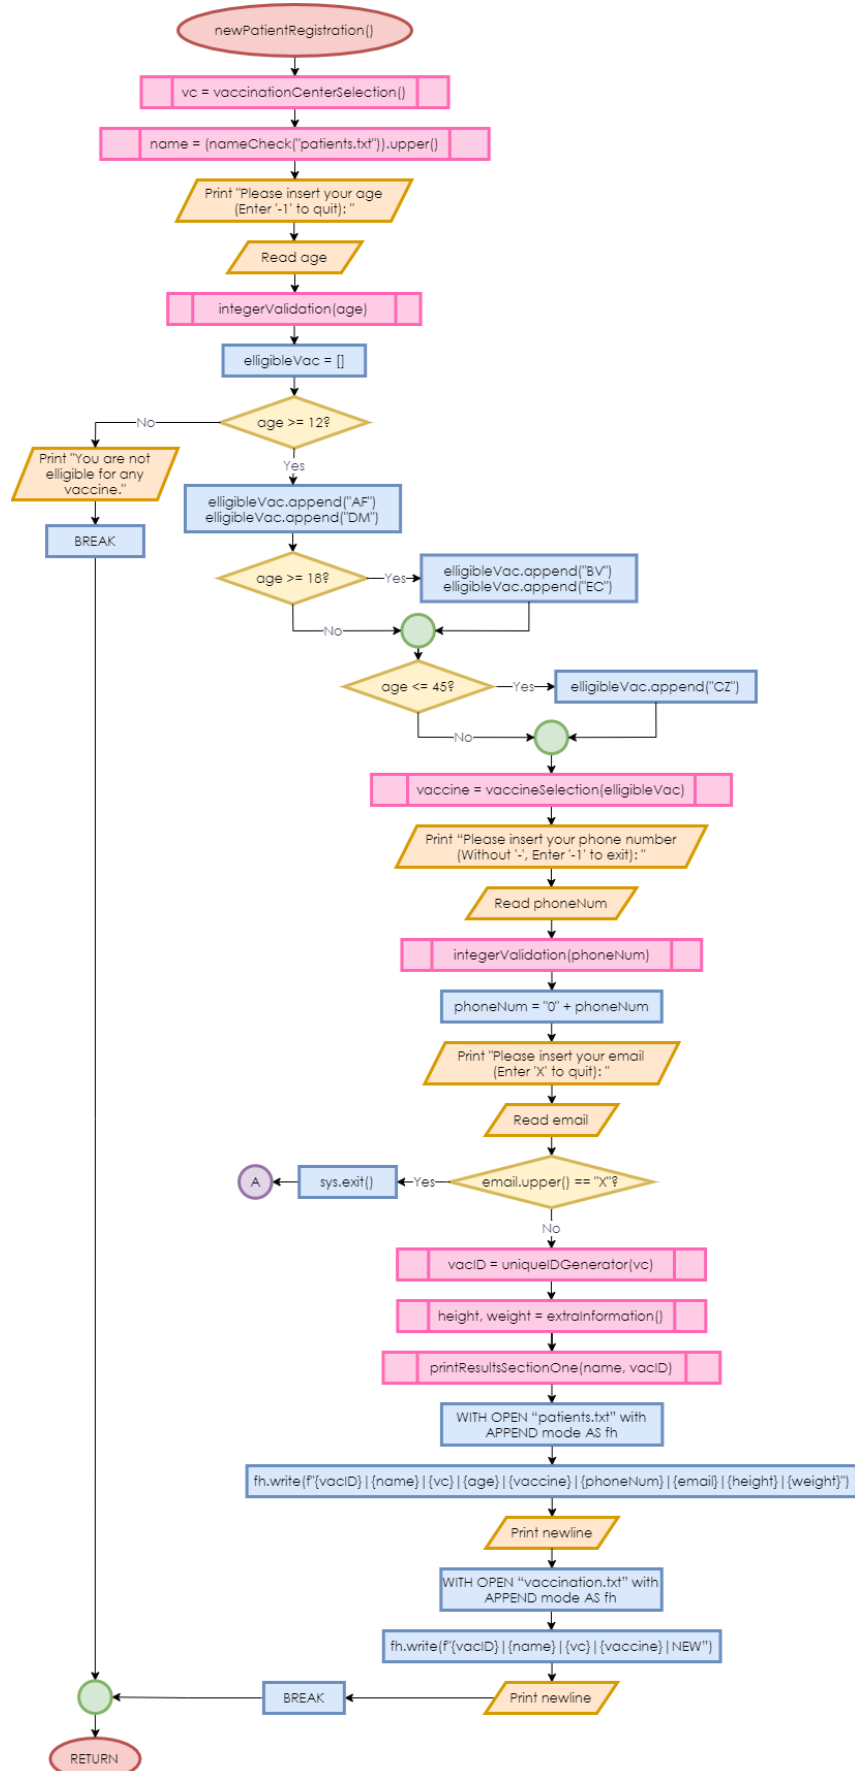 newPatientRegistration()
vc = vaccinationCenterSelection()
name = (nameCheck("patients.txt")).upper()
Print "Please insert your age
(Enter '-1' to quit): "
Read age
integerValidation(age)
elligibleVac = []
age >= 12?
No
Yes
Print "You are not
elligible for any
vaccine."
BREAK
elligibleVac.append("AF")
elligibleVac.append("DM")
age >= 18?
Yes
elligibleVac.append("BV")
elligibleVac.append("EC")
No
age <= 45?
Yes
elligibleVac.append("CZ")
No
vaccine = vaccineSelection(elligibleVac)
Print “Please insert your phone number
(Without '-', Enter '-1' to exit): "
Read phoneNum
integerValidation(phoneNum)
phoneNum = "0" + phoneNum
Print "Please insert your email
(Enter 'X' to quit): "
Read email
email.upper() == "X"?
Yes
sys.exit()
A
No
vacID = uniqueIDGenerator(vc)
height, weight = extraInformation()
printResultsSectionOne(name, vacID)
WITH OPEN “patients.txt” with
APPEND mode AS fh
fh.write(f"{vacID}|{name}|{vc}|{age}|{vaccine}|{phoneNum}|{email}|{height}|{weight}")
Print newline
WITH OPEN “vaccination.txt” with
APPEND mode AS fh
fh.write(f"{vacID}|{name}|{vc}|{vaccine}|NEW”)
Print newline
BREAK
RETURN